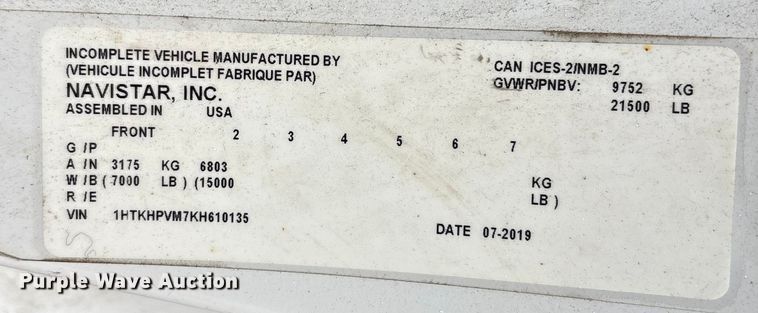 INCOMPLETE VEHICLE MANUFACTURED BY
(VEHICULE INCOMPLET FABRIQUE PAR)
NAVISTAR, INC.
ASSEMBLED IN USA
CAN ICES-2/NMB-2
GVWR/PNBV: 9752 KG
21500 LB
FRONT 2 3 4 5 6 7
G /P
A /N 3175 KG 6803 KG
W/B ( 7000 LB ) (15000 LB )
R /E
VIN 1HTKHPVM7KH610135
DATE 07-2019
Purple Wave Auction